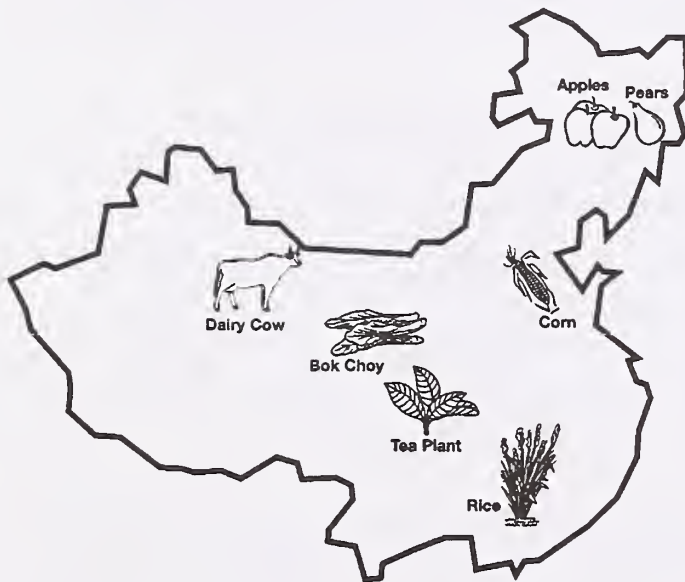 Apples
Pears
Dairy Cow
Corn
Bok Choy
Tea Plant
Rice